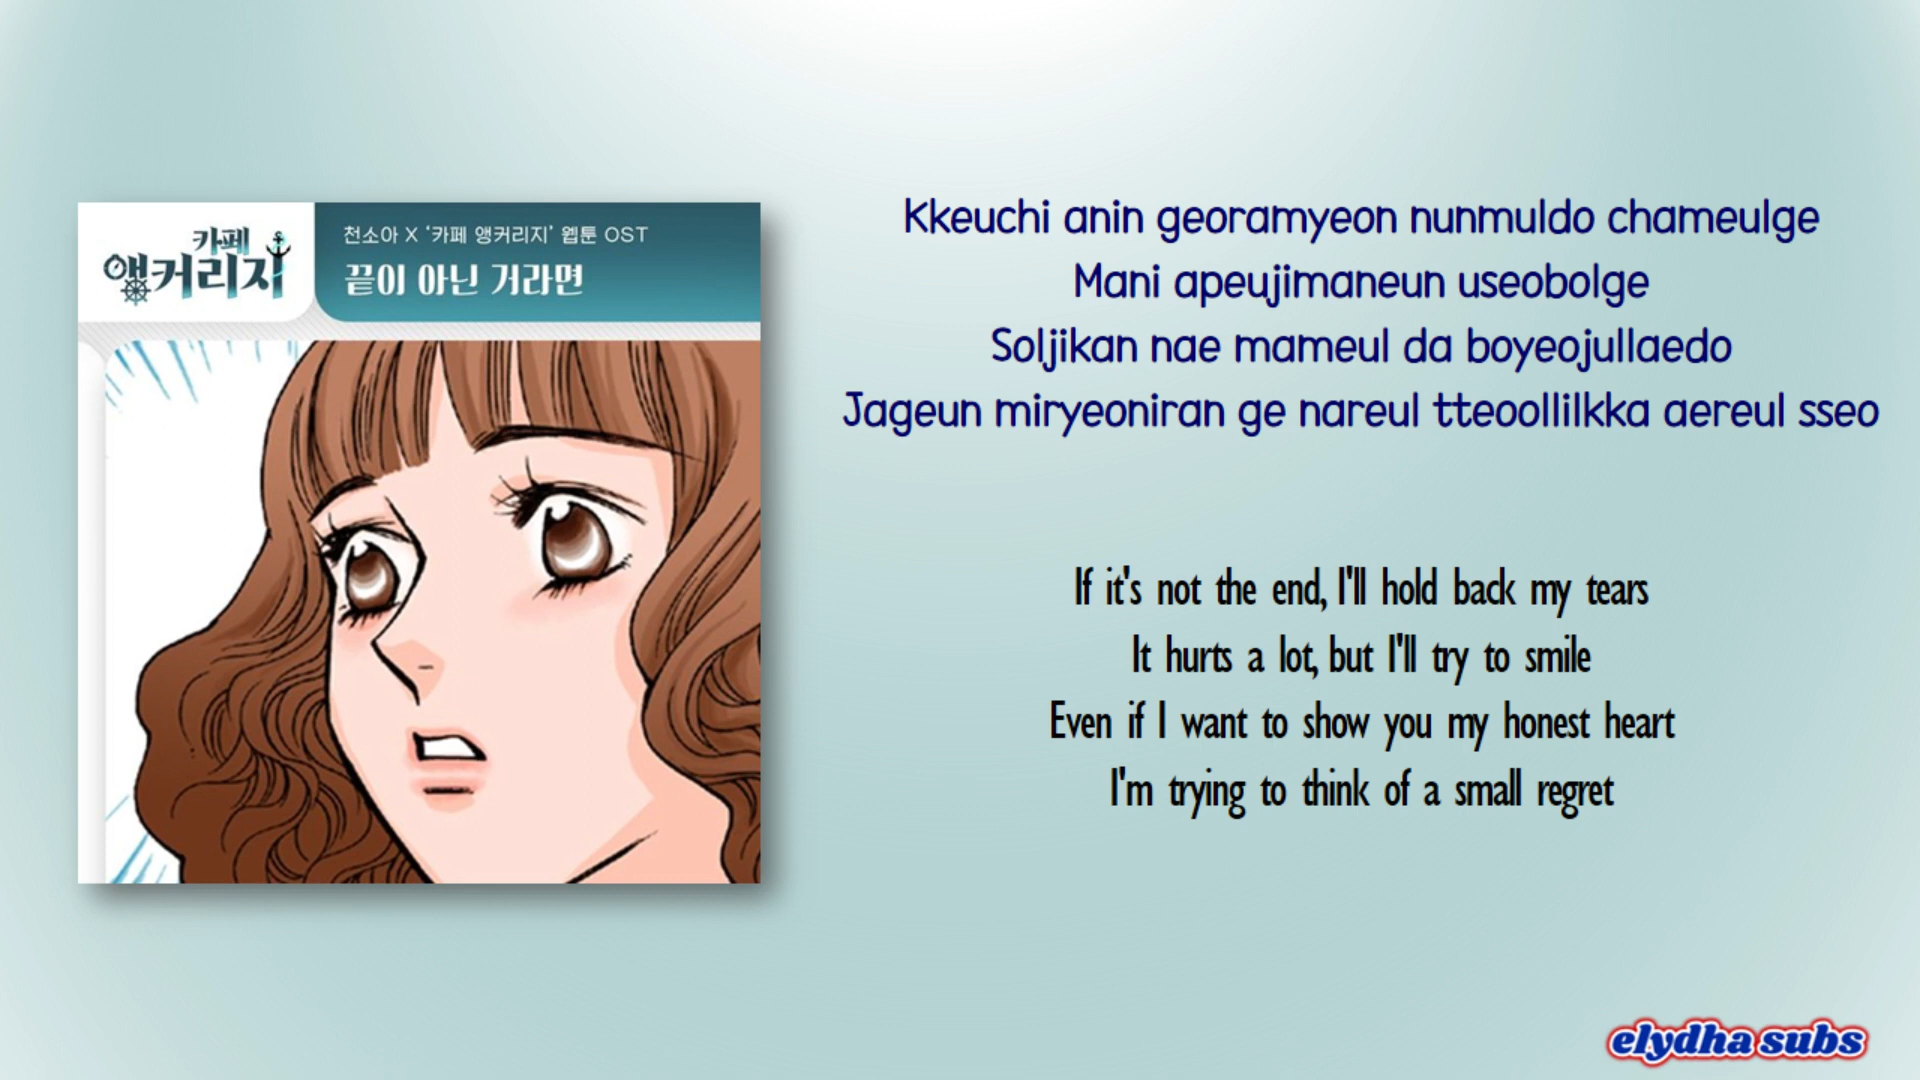 카페
앵커리지
천소아 X ‘카페 앵커리지’ 웹툰 OST
끝이 아닌 거라면
Kkeuchi anin georamyeon nunmuldo chameulge
Mani apeujimaneun useobolge
Soljikan nae mameul da boyeojullaedo
Jageun miryeoniran ge nareul tteoollilkka aereul sseo
If it's not the end, I'll hold back my tears
It hurts a lot, but I'll try to smile
Even if I want to show you my honest heart
I'm trying to think of a small regret
elydha subs